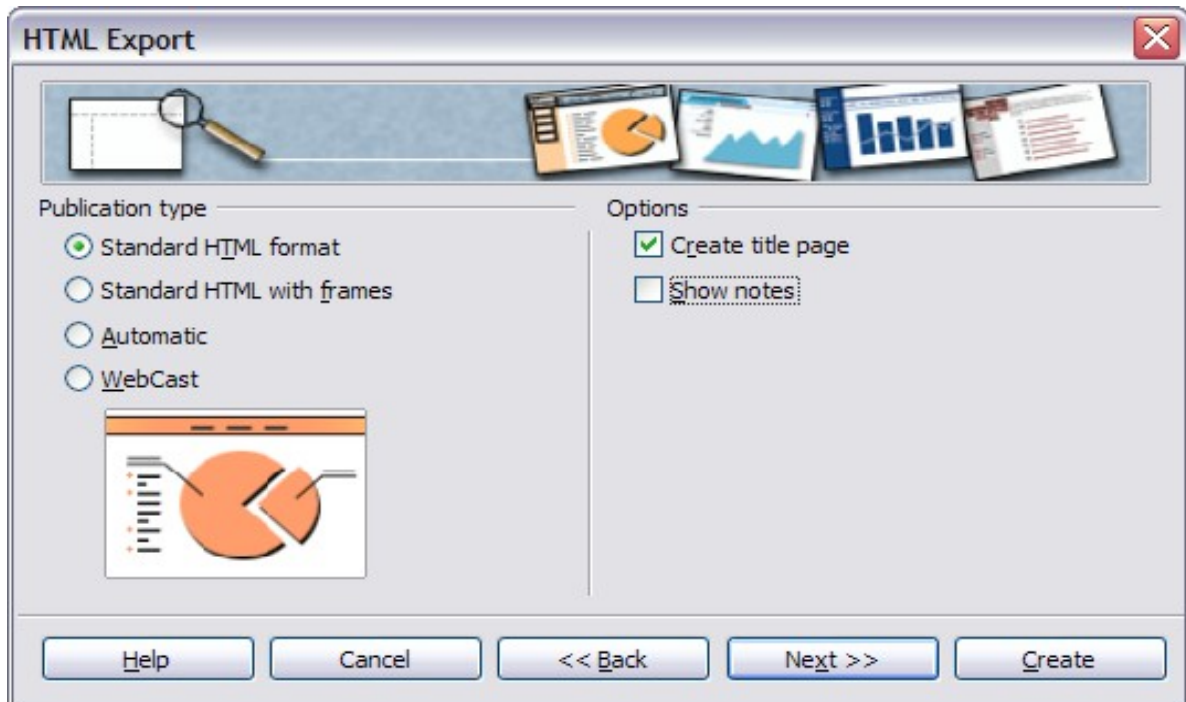 HTML Export
Publication type
Standard HTML format
Standard HTML with frames
Automatic
WebCast
Options
Create title page
Show notes
Help
Cancel
<< Back
Next >>
Create